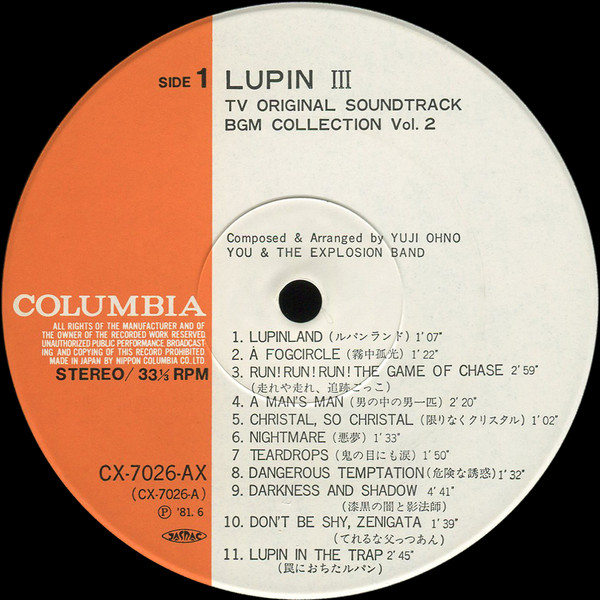 SIDE 1
LUPIN III
TV ORIGINAL SOUNDTRACK
BGM COLLECTION Vol. 2
Composed & Arranged by YUJI OHNO
YOU & THE EXPLOSION BAND
COLUMBIA
ALL RIGHTS OF THE MANUFACTURER AND OF
THE OWNER OF THE RECORDED WORK RESERVED
UNAUTHORIZED PUBLIC PERFORMANCE BROADCAST-
ING AND COPYING OF THIS RECORD PROHIBITED.
MADE IN JAPAN BY NIPPON COLUMBIA CO., LTD.
STEREO/ 33⅓ RPM
CX-7026-AX
(CX-7026-A)
Ⓟ '81. 6
JASRAC
1. LUPINLAND (ルパンランド) 1'07"
2. À FOGCIRCLE (霧中孤光) 1'22"
3. RUN! RUN! RUN! THE GAME OF CHASE 2'59"
(走れや走れ、追跡ごっこ)
4. A MAN'S MAN (男の中の男一匹) 2'20"
5. CHRISTAL, SO CHRISTAL (限りなくクリスタル) 1'02"
6. NIGHTMARE (悪夢) 1'33"
7 TEARDROPS (鬼の目にも涙) 1'50"
8. DANGEROUS TEMPTATION (危険な誘惑) 1'32"
9. DARKNESS AND SHADOW 4'41"
(漆黒の闇と影法師)
10. DON'T BE SHY, ZENIGATA 1'39"
(てれるな父っつあん)
11. LUPIN IN THE TRAP 2'45"
(罠におちたルパン)